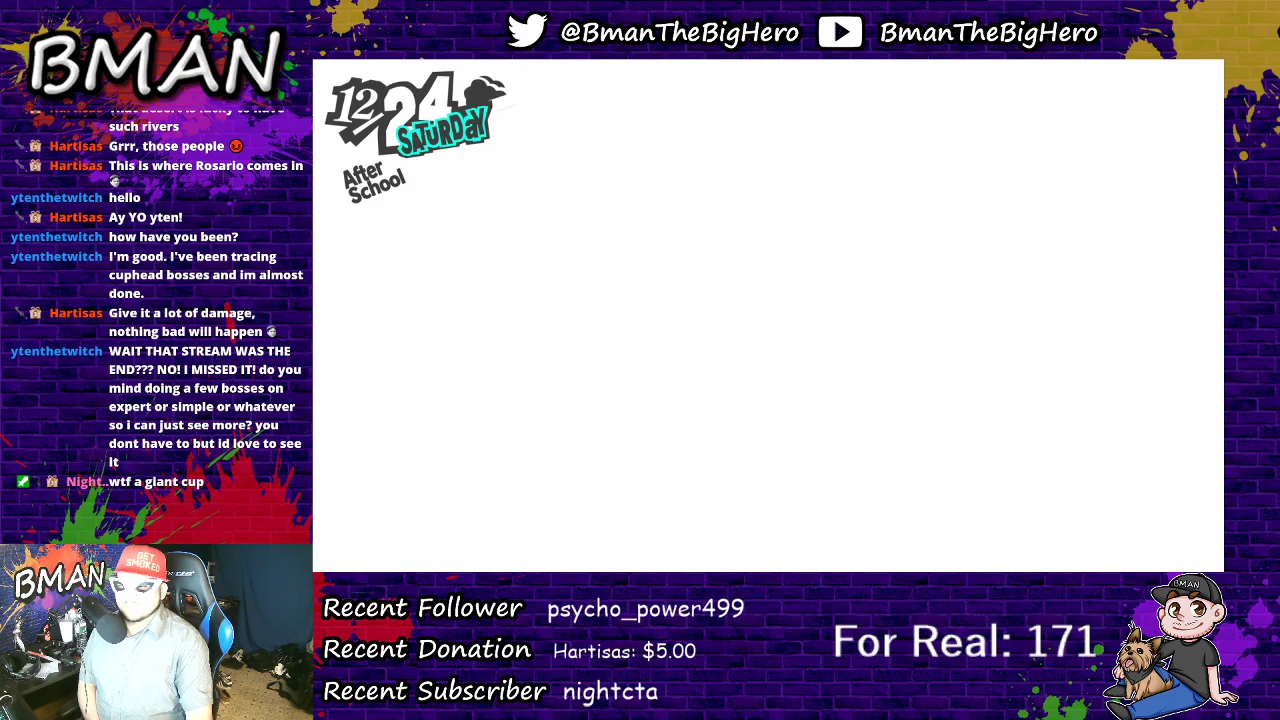 BMAN
@BmanTheBigHero
BmanTheBigHero
such rivers
Hartisas Grrr, those people
Hartisas This is where Rosario comes in
ytenthetwitch hello
Hartisas Ay YO yten!
ytenthetwitch how have you been?
ytenthetwitch I'm good. I've been tracing
cuphead bosses and im almost
done.
Hartisas Give it a lot of damage,
nothing bad will happen
ytenthetwitch WAIT THAT STREAM WAS THE
END??? NO! I MISSED IT! do you
mind doing a few bosses on
expert or simple or whatever
so i can just see more? you
dont have to but id love to see
it
Night.. wtf a giant cup
12/24
SATURDAY
After
School
BMAN
GET
SMOKED
Recent Follower psycho_power499
Recent Donation Hartisas: $5.00
Recent Subscriber nightcta
For Real: 171
BMAN